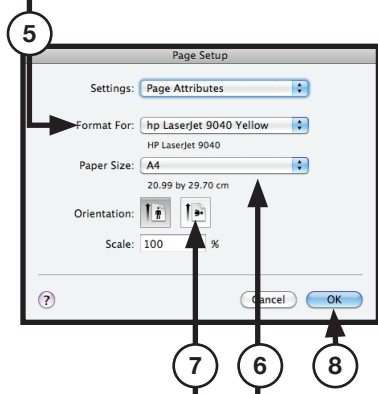 5
Page Setup
Settings: Page Attributes
Format For: hp LaserJet 9040 Yellow
HP LaserJet 9040
Paper Size: A4
20.99 by 29.70 cm
Orientation:
Scale: 100 %
? Cancel OK
7 6 8